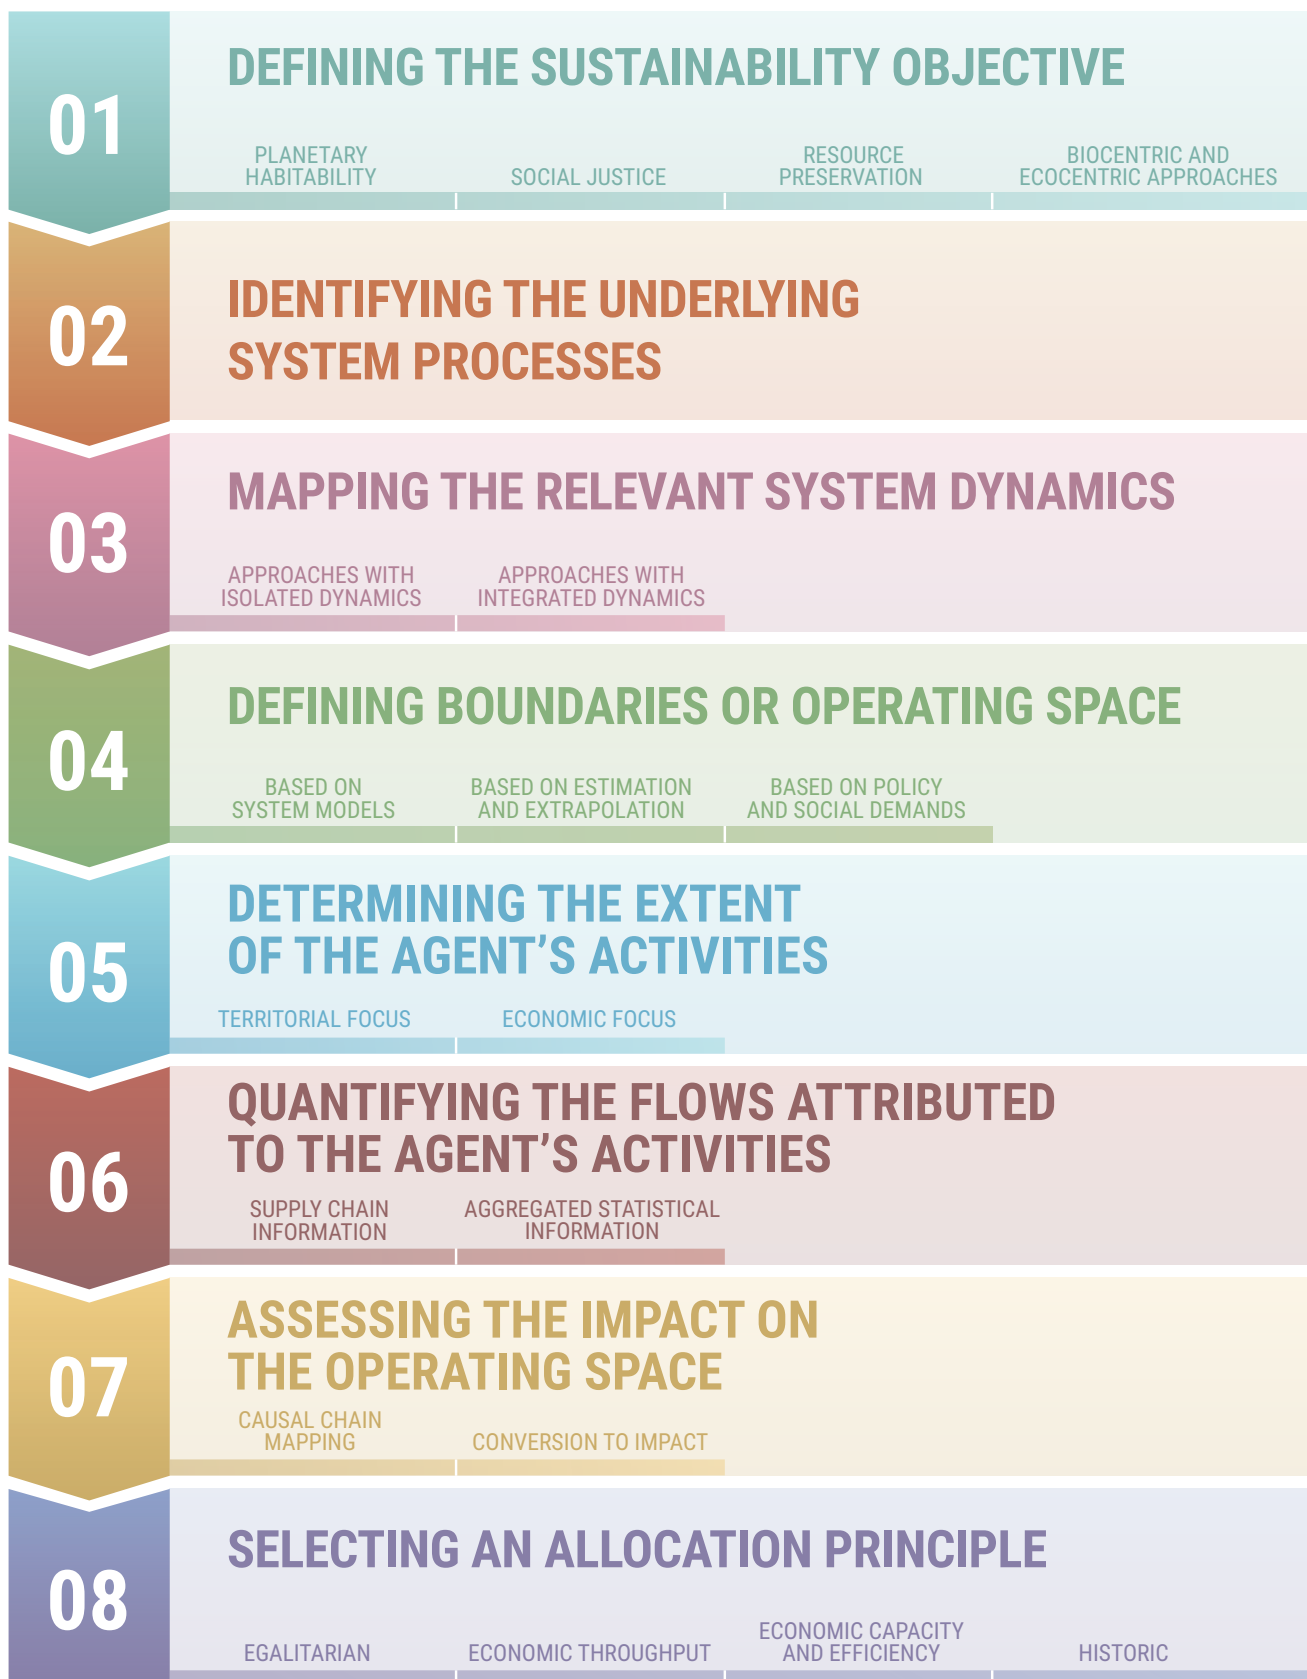 01
DEFINING THE SUSTAINABILITY OBJECTIVE
PLANETARY
HABITABILITY
SOCIAL JUSTICE
RESOURCE
PRESERVATION
BIOCENTRIC AND
ECOCENTRIC APPROACHES
02
IDENTIFYING THE UNDERLYING
SYSTEM PROCESSES
03
MAPPING THE RELEVANT SYSTEM DYNAMICS
APPROACHES WITH
ISOLATED DYNAMICS
APPROACHES WITH
INTEGRATED DYNAMICS
04
DEFINING BOUNDARIES OR OPERATING SPACE
BASED ON
SYSTEM MODELS
BASED ON ESTIMATION
AND EXTRAPOLATION
BASED ON POLICY
AND SOCIAL DEMANDS
05
DETERMINING THE EXTENT
OF THE AGENT'S ACTIVITIES
TERRITORIAL FOCUS
ECONOMIC FOCUS
06
QUANTIFYING THE FLOWS ATTRIBUTED
TO THE AGENT'S ACTIVITIES
SUPPLY CHAIN
INFORMATION
AGGREGATED STATISTICAL
INFORMATION
07
ASSESSING THE IMPACT ON
THE OPERATING SPACE
CAUSAL CHAIN
MAPPING
CONVERSION TO IMPACT
08
SELECTING AN ALLOCATION PRINCIPLE
EGALITARIAN
ECONOMIC THROUGHPUT
ECONOMIC CAPACITY
AND EFFICIENCY
HISTORIC